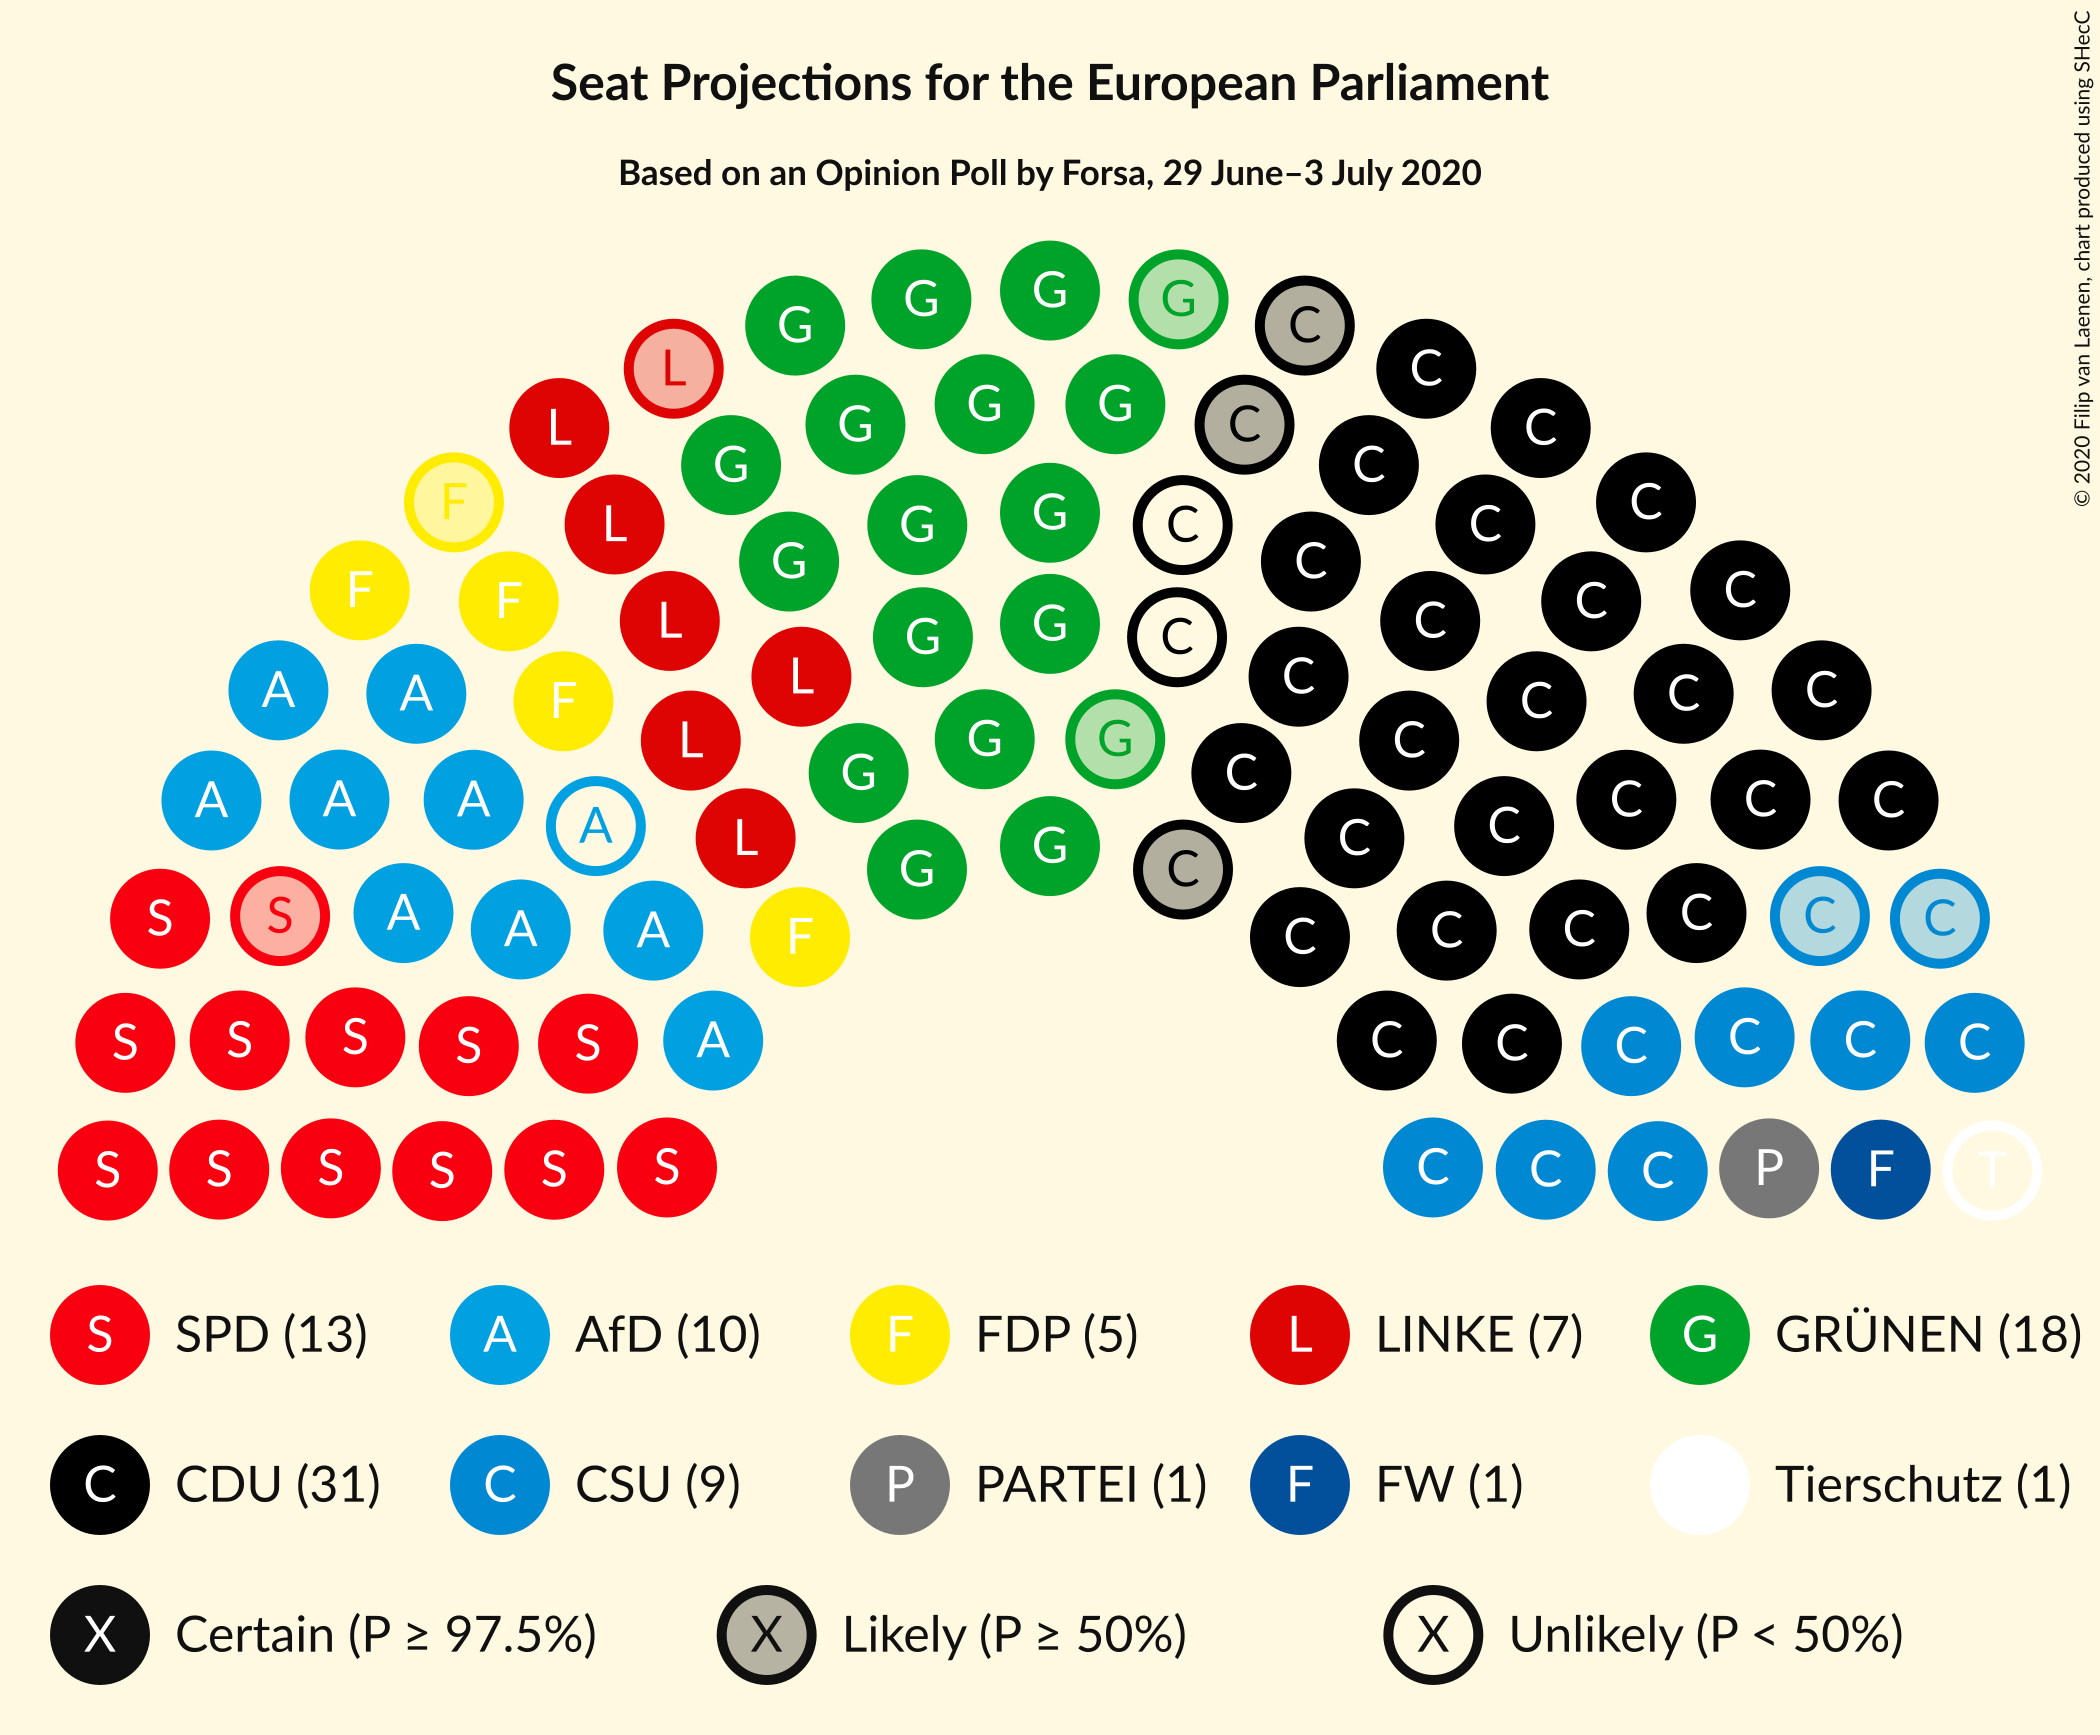 Seat Projections for the European Parliament
Based on an Opinion Poll by Forsa, 29 June–3 July 2020
© 2020 Filip van Laenen, chart produced using SHecC
G G G G C
L C
G G G G C C
L C
F L G G G C C C C
F F G C C C
L G G C C
A A F L L G G C C C C C C
A A A A L G C C C C C C
S S A A A F G G C C C C C C C
S S S S S A C C C C C C
S S S S S S C C C P F T
S SPD (13) A AfD (10) F FDP (5) L LINKE (7) G GRÜNEN (18)
C CDU (31) C CSU (9) P PARTEI (1) F FW (1) Tierschutz (1)
X Certain (P ≥ 97.5%) X Likely (P ≥ 50%) X Unlikely (P < 50%)